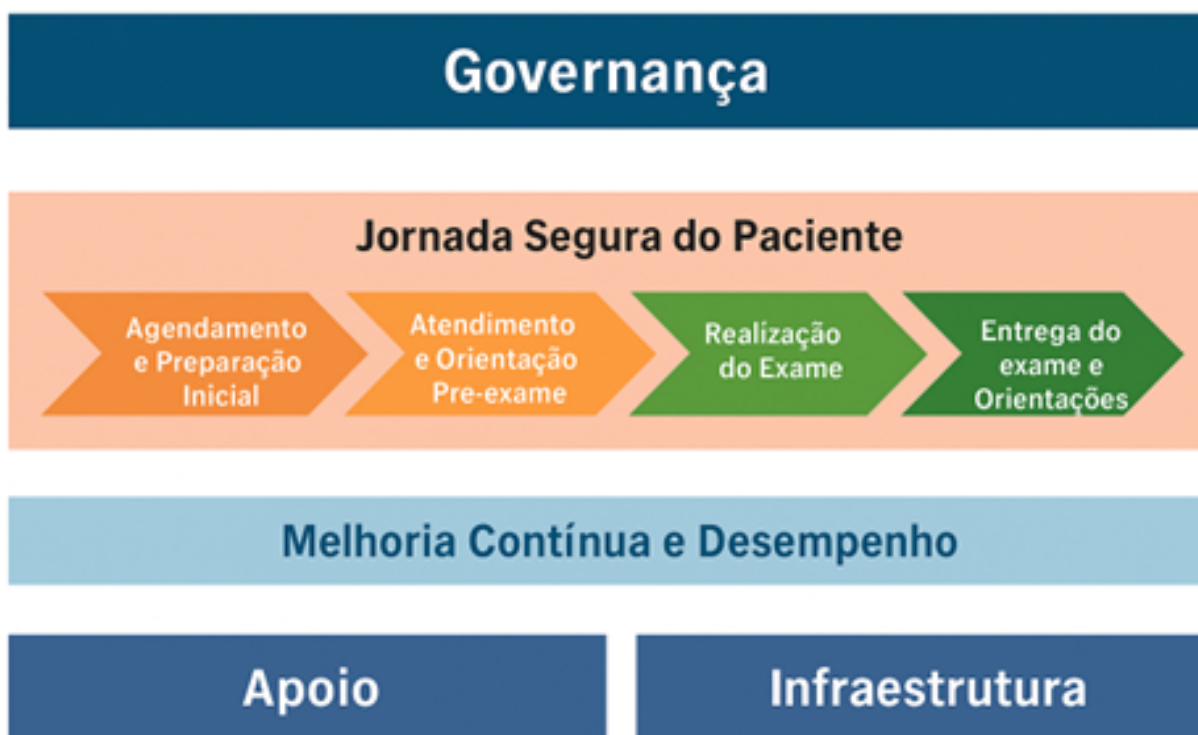 Governança
Jornada Segura do Paciente
Agendamento
e Preparação
Inicial
Atendimento
e Orientação
Pre-exame
Realização
do Exame
Entrega do
exame e
Orientações
Melhoria Contínua e Desempenho
Apoio
Infraestrutura